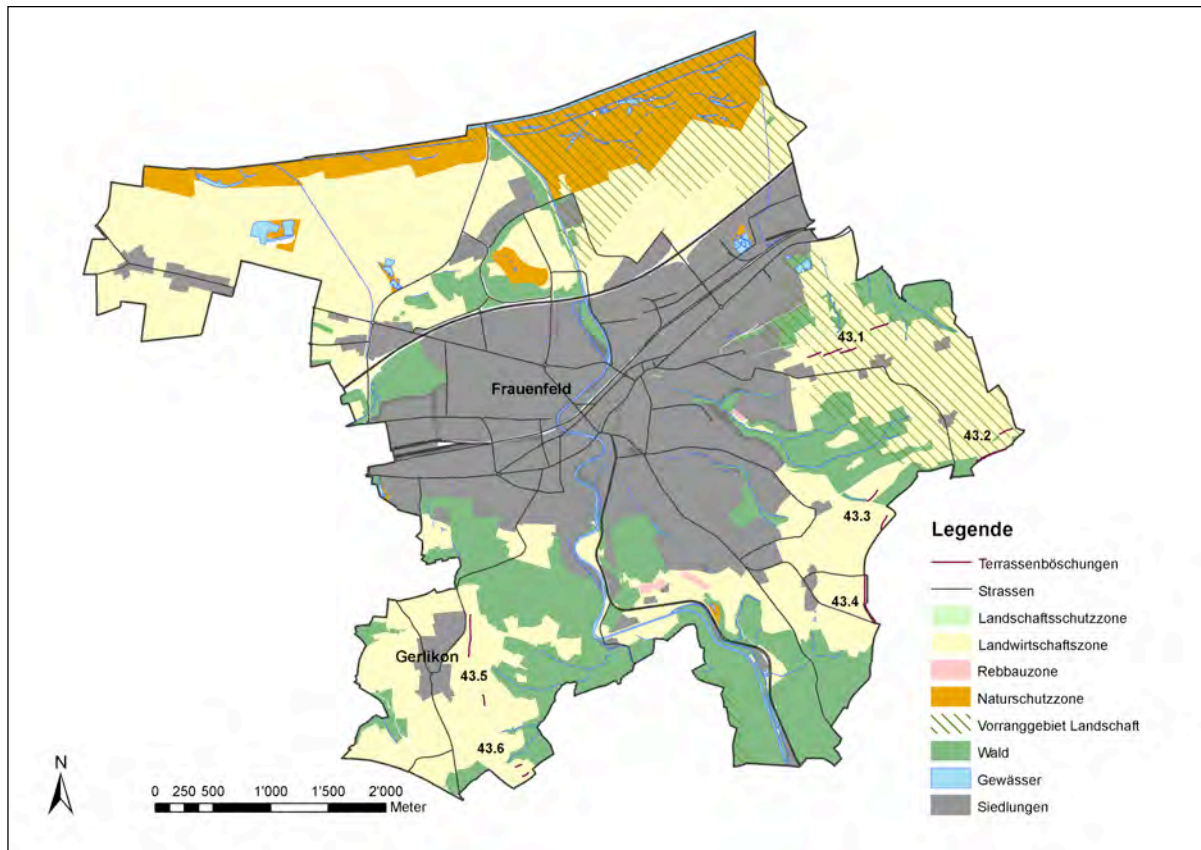 43.1
Frauenfeld
43.2
43.3
Legende
Terrassenböschungen
Strassen
Landschaftsschutzzone
Landwirtschaftszone
Rebbauzone
Naturschutzzone
Vorranggebiet Landschaft
Wald
Gewässer
Siedlungen
43.4
Gerlikon
43.5
43.6
N
0 250 500 1'000 1'500 2'000
Meter